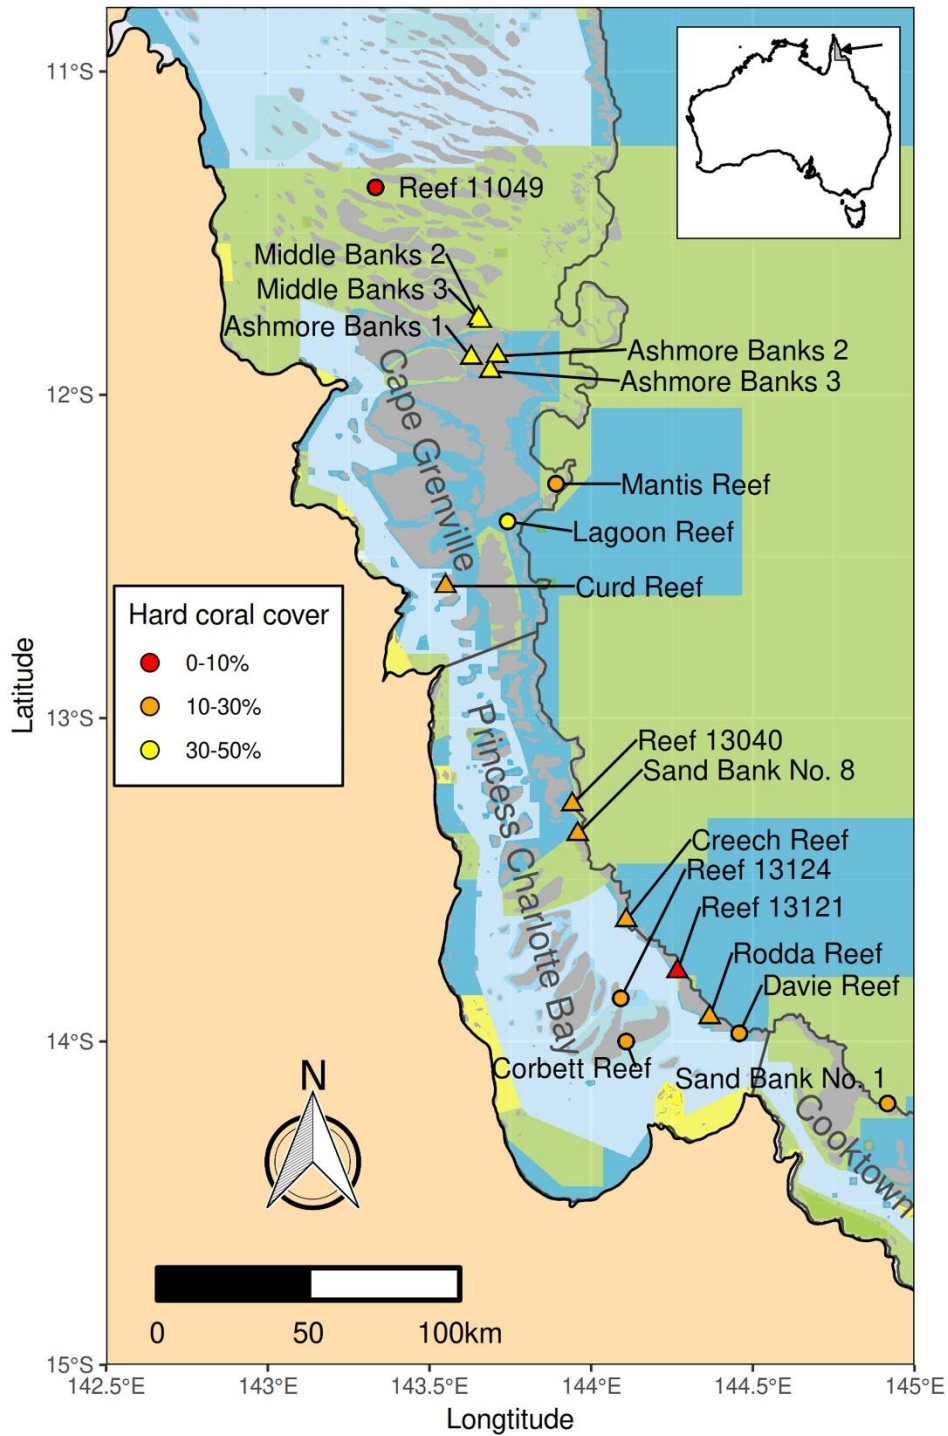 11°S
Reef 11049
Middle Banks 2
Middle Banks 3
Ashmore Banks 1
Ashmore Banks 2
Ashmore Banks 3
12°S
Cape Grenville
Mantis Reef
Lagoon Reef
Curd Reef
Hard coral cover
0-10%
10-30%
30-50%
Latitude
13°S
Princess Charlotte Bay
Reef 13040
Sand Bank No. 8
Creech Reef
Reef 13124
Reef 13121
Rodda Reef
Davie Reef
14°S
Corbett Reef
Sand Bank No. 1
Cooktown
N
0 50 100km
15°S
142.5°E 143°E 143.5°E 144°E 144.5°E 145°E
Longtitude